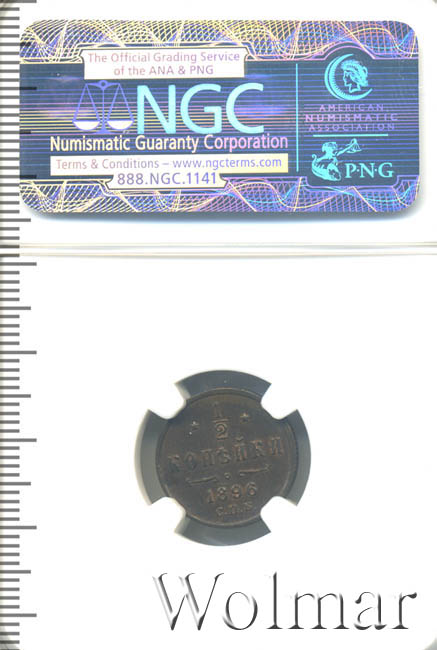 The Official Grading Service
of the ANA & PNG
NGC
Numismatic Guaranty Corporation
Terms & Conditions – www.ngcterms.com
888.NGC.1141
AMERICAN
NUMISMATIC
ASSOCIATION
P·N·G
1/2
КОПѢЙКИ
1896
С.П.Б.
Wolmar